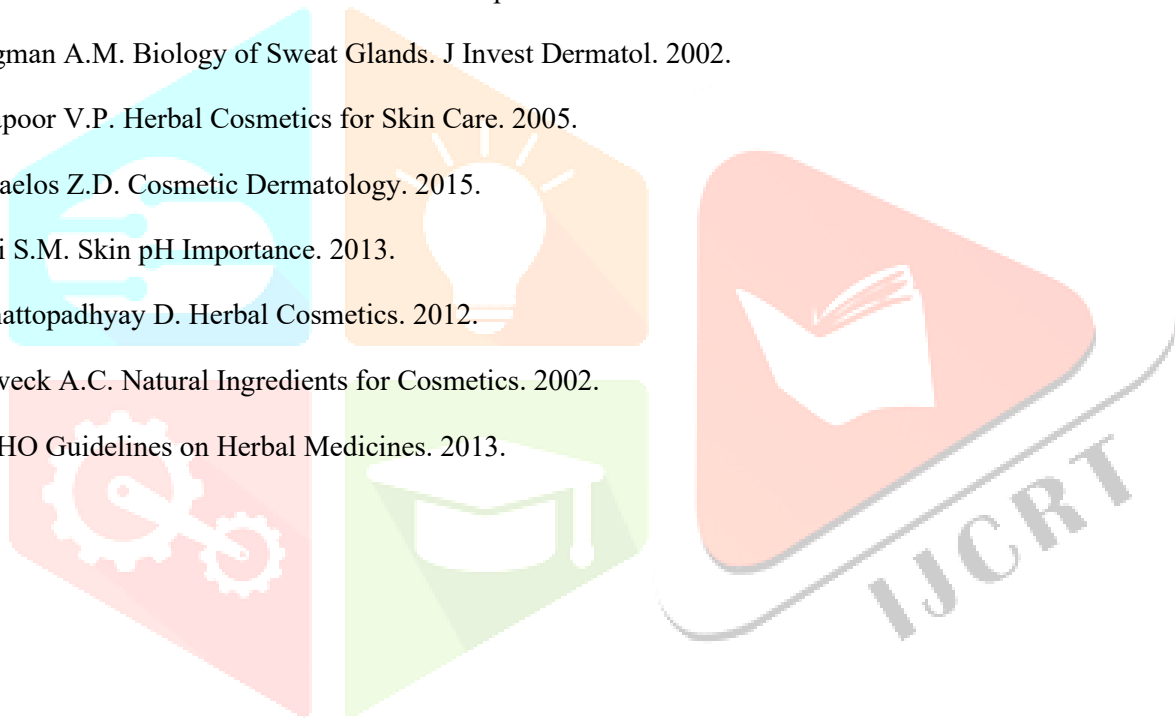 gman A.M. Biology of Sweat Glands. J Invest Dermatol. 2002.
apoor V.P. Herbal Cosmetics for Skin Care. 2005.
aelos Z.D. Cosmetic Dermatology. 2015.
i S.M. Skin pH Importance. 2013.
hattopadhyay D. Herbal Cosmetics. 2012.
weck A.C. Natural Ingredients for Cosmetics. 2002.
HO Guidelines on Herbal Medicines. 2013.
IJCRT